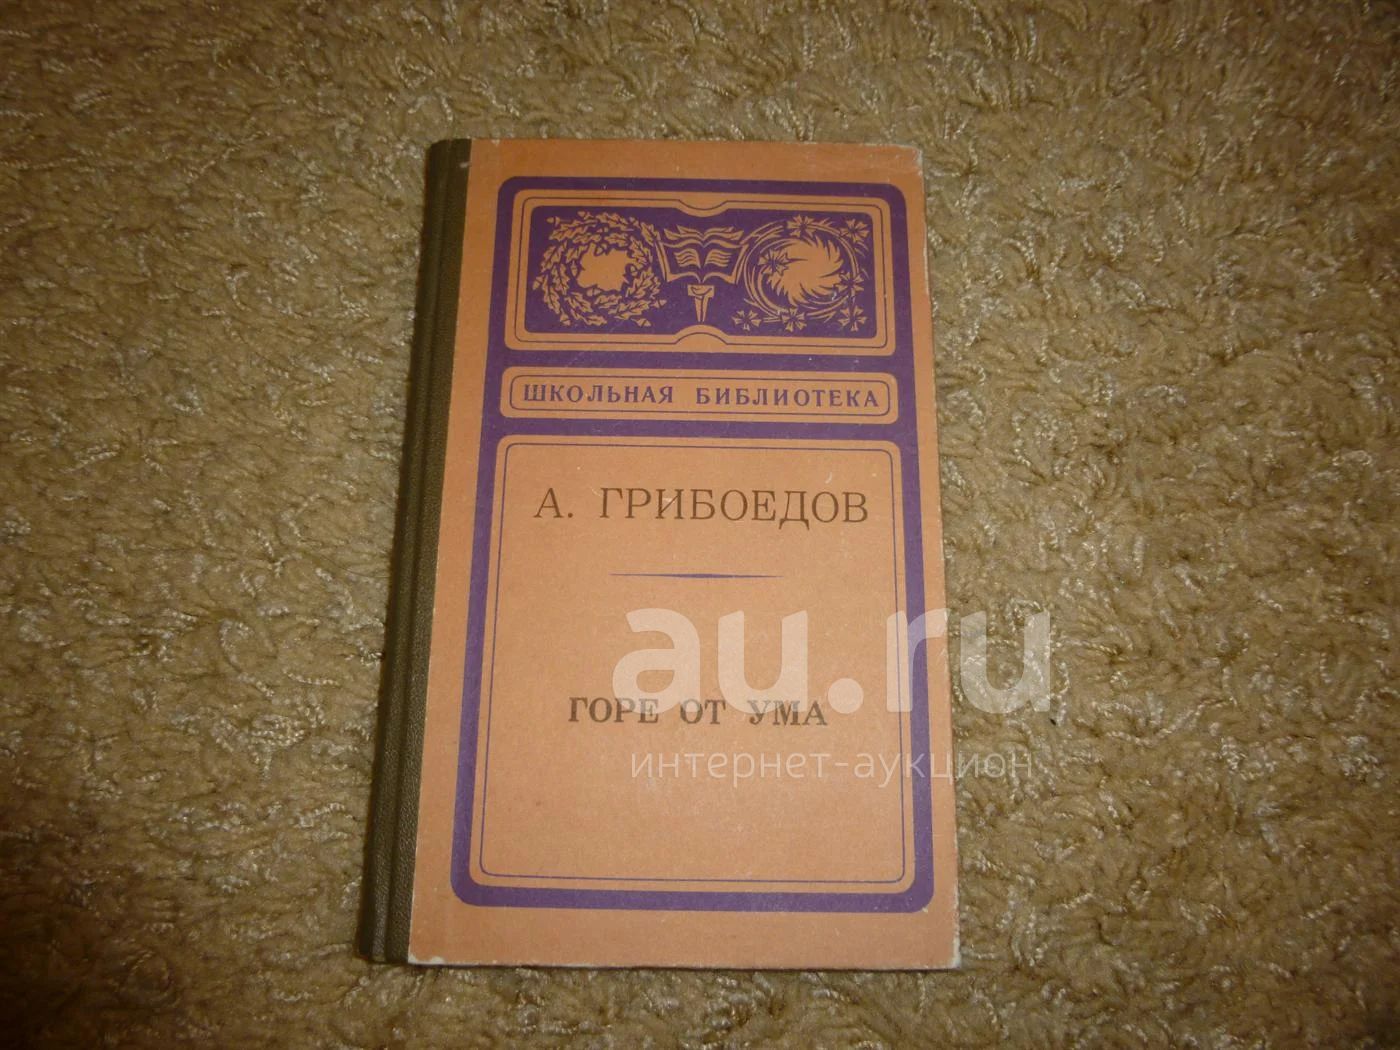 ШКОЛЬНАЯ БИБЛИОТЕКА
А. ГРИБОЕДОВ
au.ru
ГОРЕ ОТ УМА
интернет-аукцион